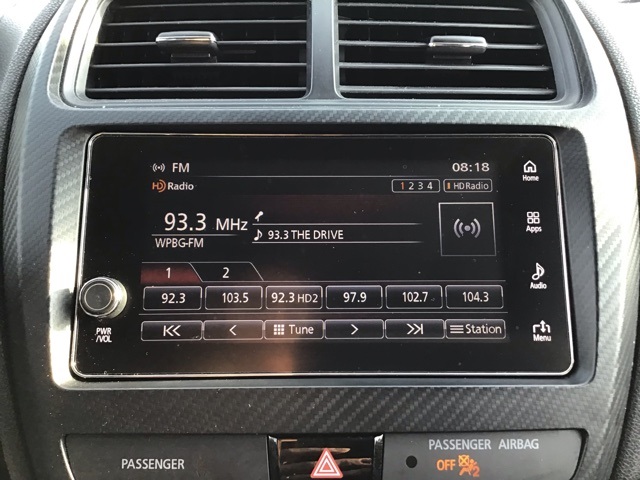 FM 08:18
HD Radio 1 2 3 4 HD Radio
93.3 MHz
WPBG-FM
93.3 THE DRIVE
1 2
92.3 103.5 92.3 HD2 97.9 102.7 104.3
Tune Station
Home
Apps
Audio
Menu
PWR
/VOL
PASSENGER
PASSENGER AIRBAG
OFF 2